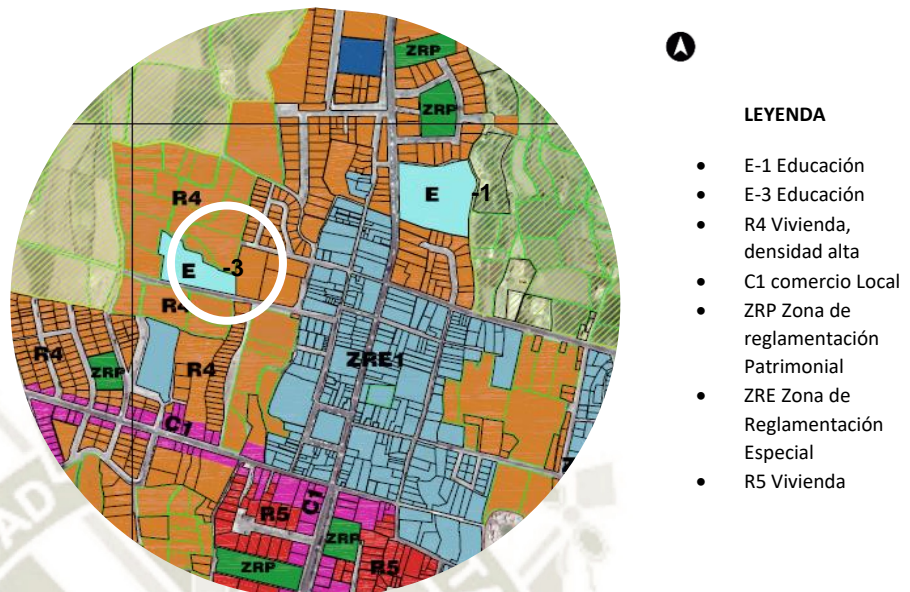 ZRP
ZRP
E -1
R4
E -3
R4
ZRE1
R4
R4
ZRP
C1
C1
R5
ZRP
ZRP
R5
LEYENDA
• E-1 Educación
• E-3 Educación
• R4 Vivienda,
densidad alta
• C1 comercio Local
• ZRP Zona de
reglamentación
Patrimonial
• ZRE Zona de
Reglamentación
Especial
• R5 Vivienda